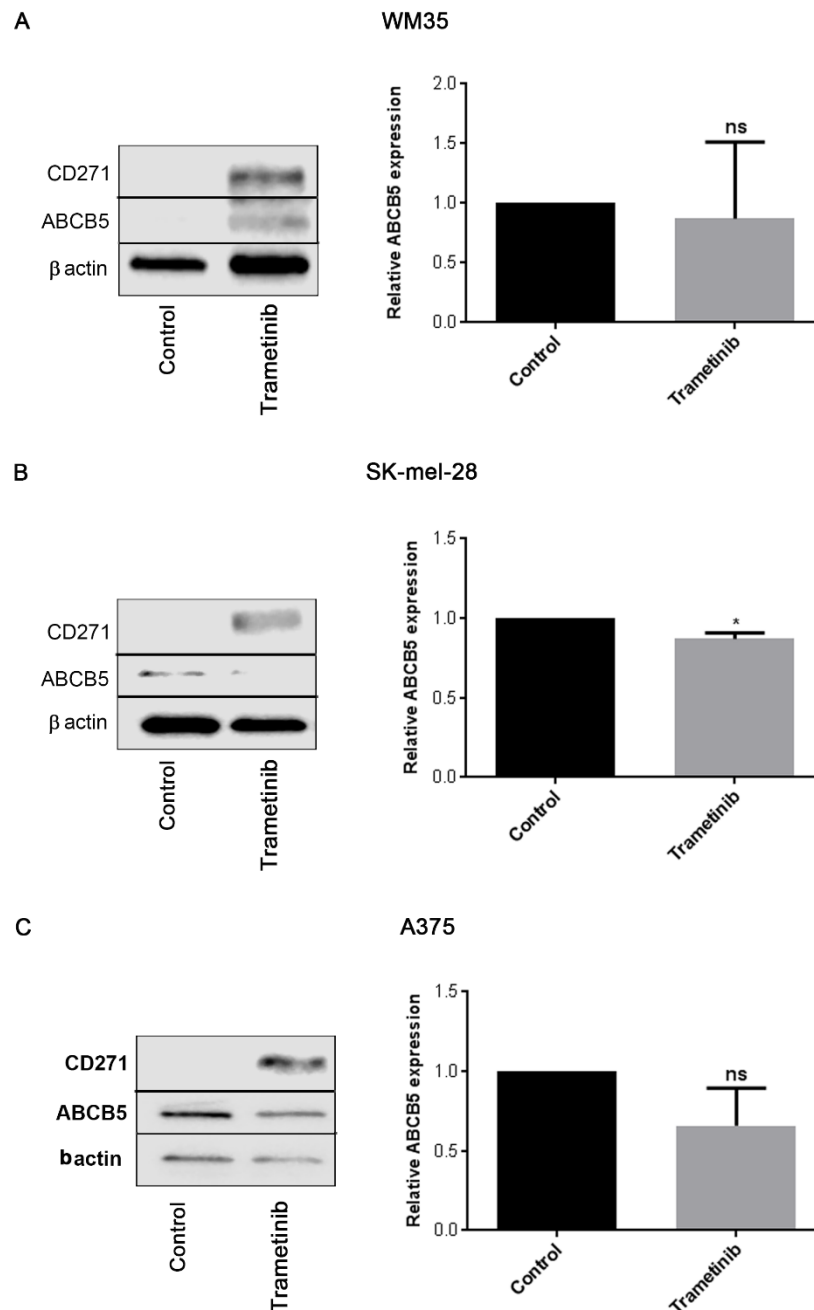 A
WM35
CD271
ABCB5
β actin
Control
Trametinib
Relative ABCB5 expression
2.0
1.5
1.0
0.5
0.0
ns
Control
Trametinib
B
SK-mel-28
CD271
ABCB5
β actin
Control
Trametinib
Relative ABCB5 expression
1.5
1.0
0.5
0.0
*
Control
Trametinib
C
A375
CD271
ABCB5
bactin
Control
Trametinib
Relative ABCB5 expression
1.5
1.0
0.5
0.0
ns
Control
Trametinib